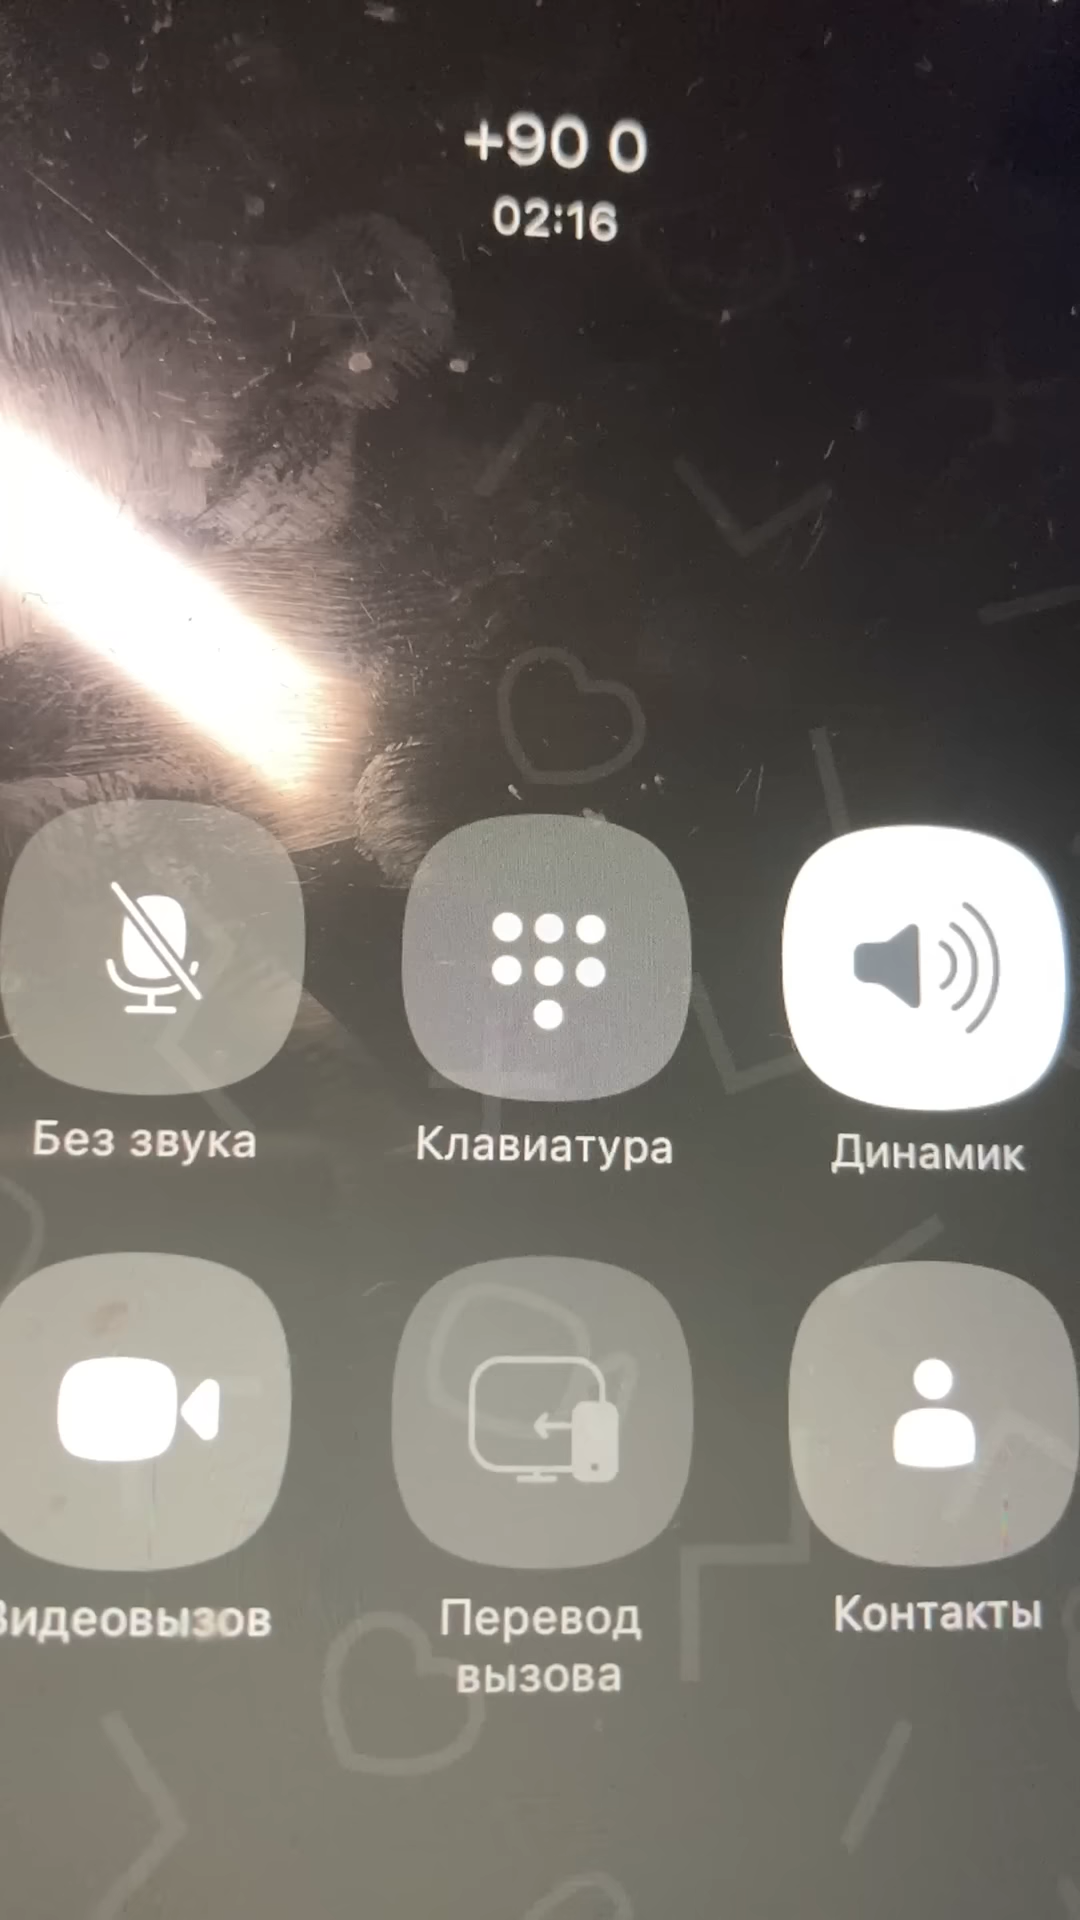 +90 0
02:16
Без звука
Клавиатура
Динамик
Видеовызов
Перевод
вызова
Контакты